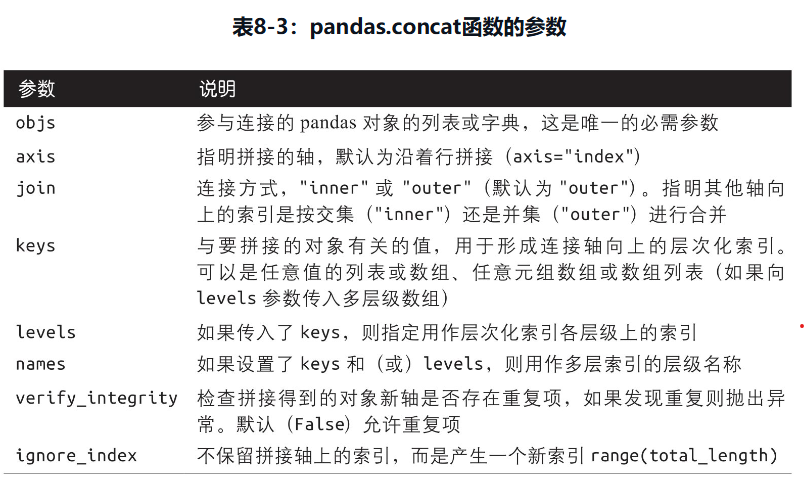 表8-3：pandas.concat函数的参数
参数 说明
objs 参与连接的 pandas 对象的列表或字典，这是唯一的必需参数
axis 指明拼接的轴，默认为沿着行拼接（axis="index"）
join 连接方式，"inner" 或 "outer"（默认为 "outer"）。指明其他轴向
上的索引是按交集（"inner"）还是并集（"outer"）进行合并
keys 与要拼接的对象有关的值，用于形成连接轴向上的层次化索引。
可以是任意值的列表或数组、任意元组数组或数组列表（如果向
levels 参数传入多层级数组）
levels 如果传入了 keys，则指定用作层次化索引各层级上的索引
names 如果设置了 keys 和（或）levels，则用作多层索引的层级名称
verify_integrity 检查拼接得到的对象新轴是否存在重复项，如果发现重复则抛出异
常。默认（False）允许重复项
ignore_index 不保留拼接轴上的索引，而是产生一个新索引 range(total_length)